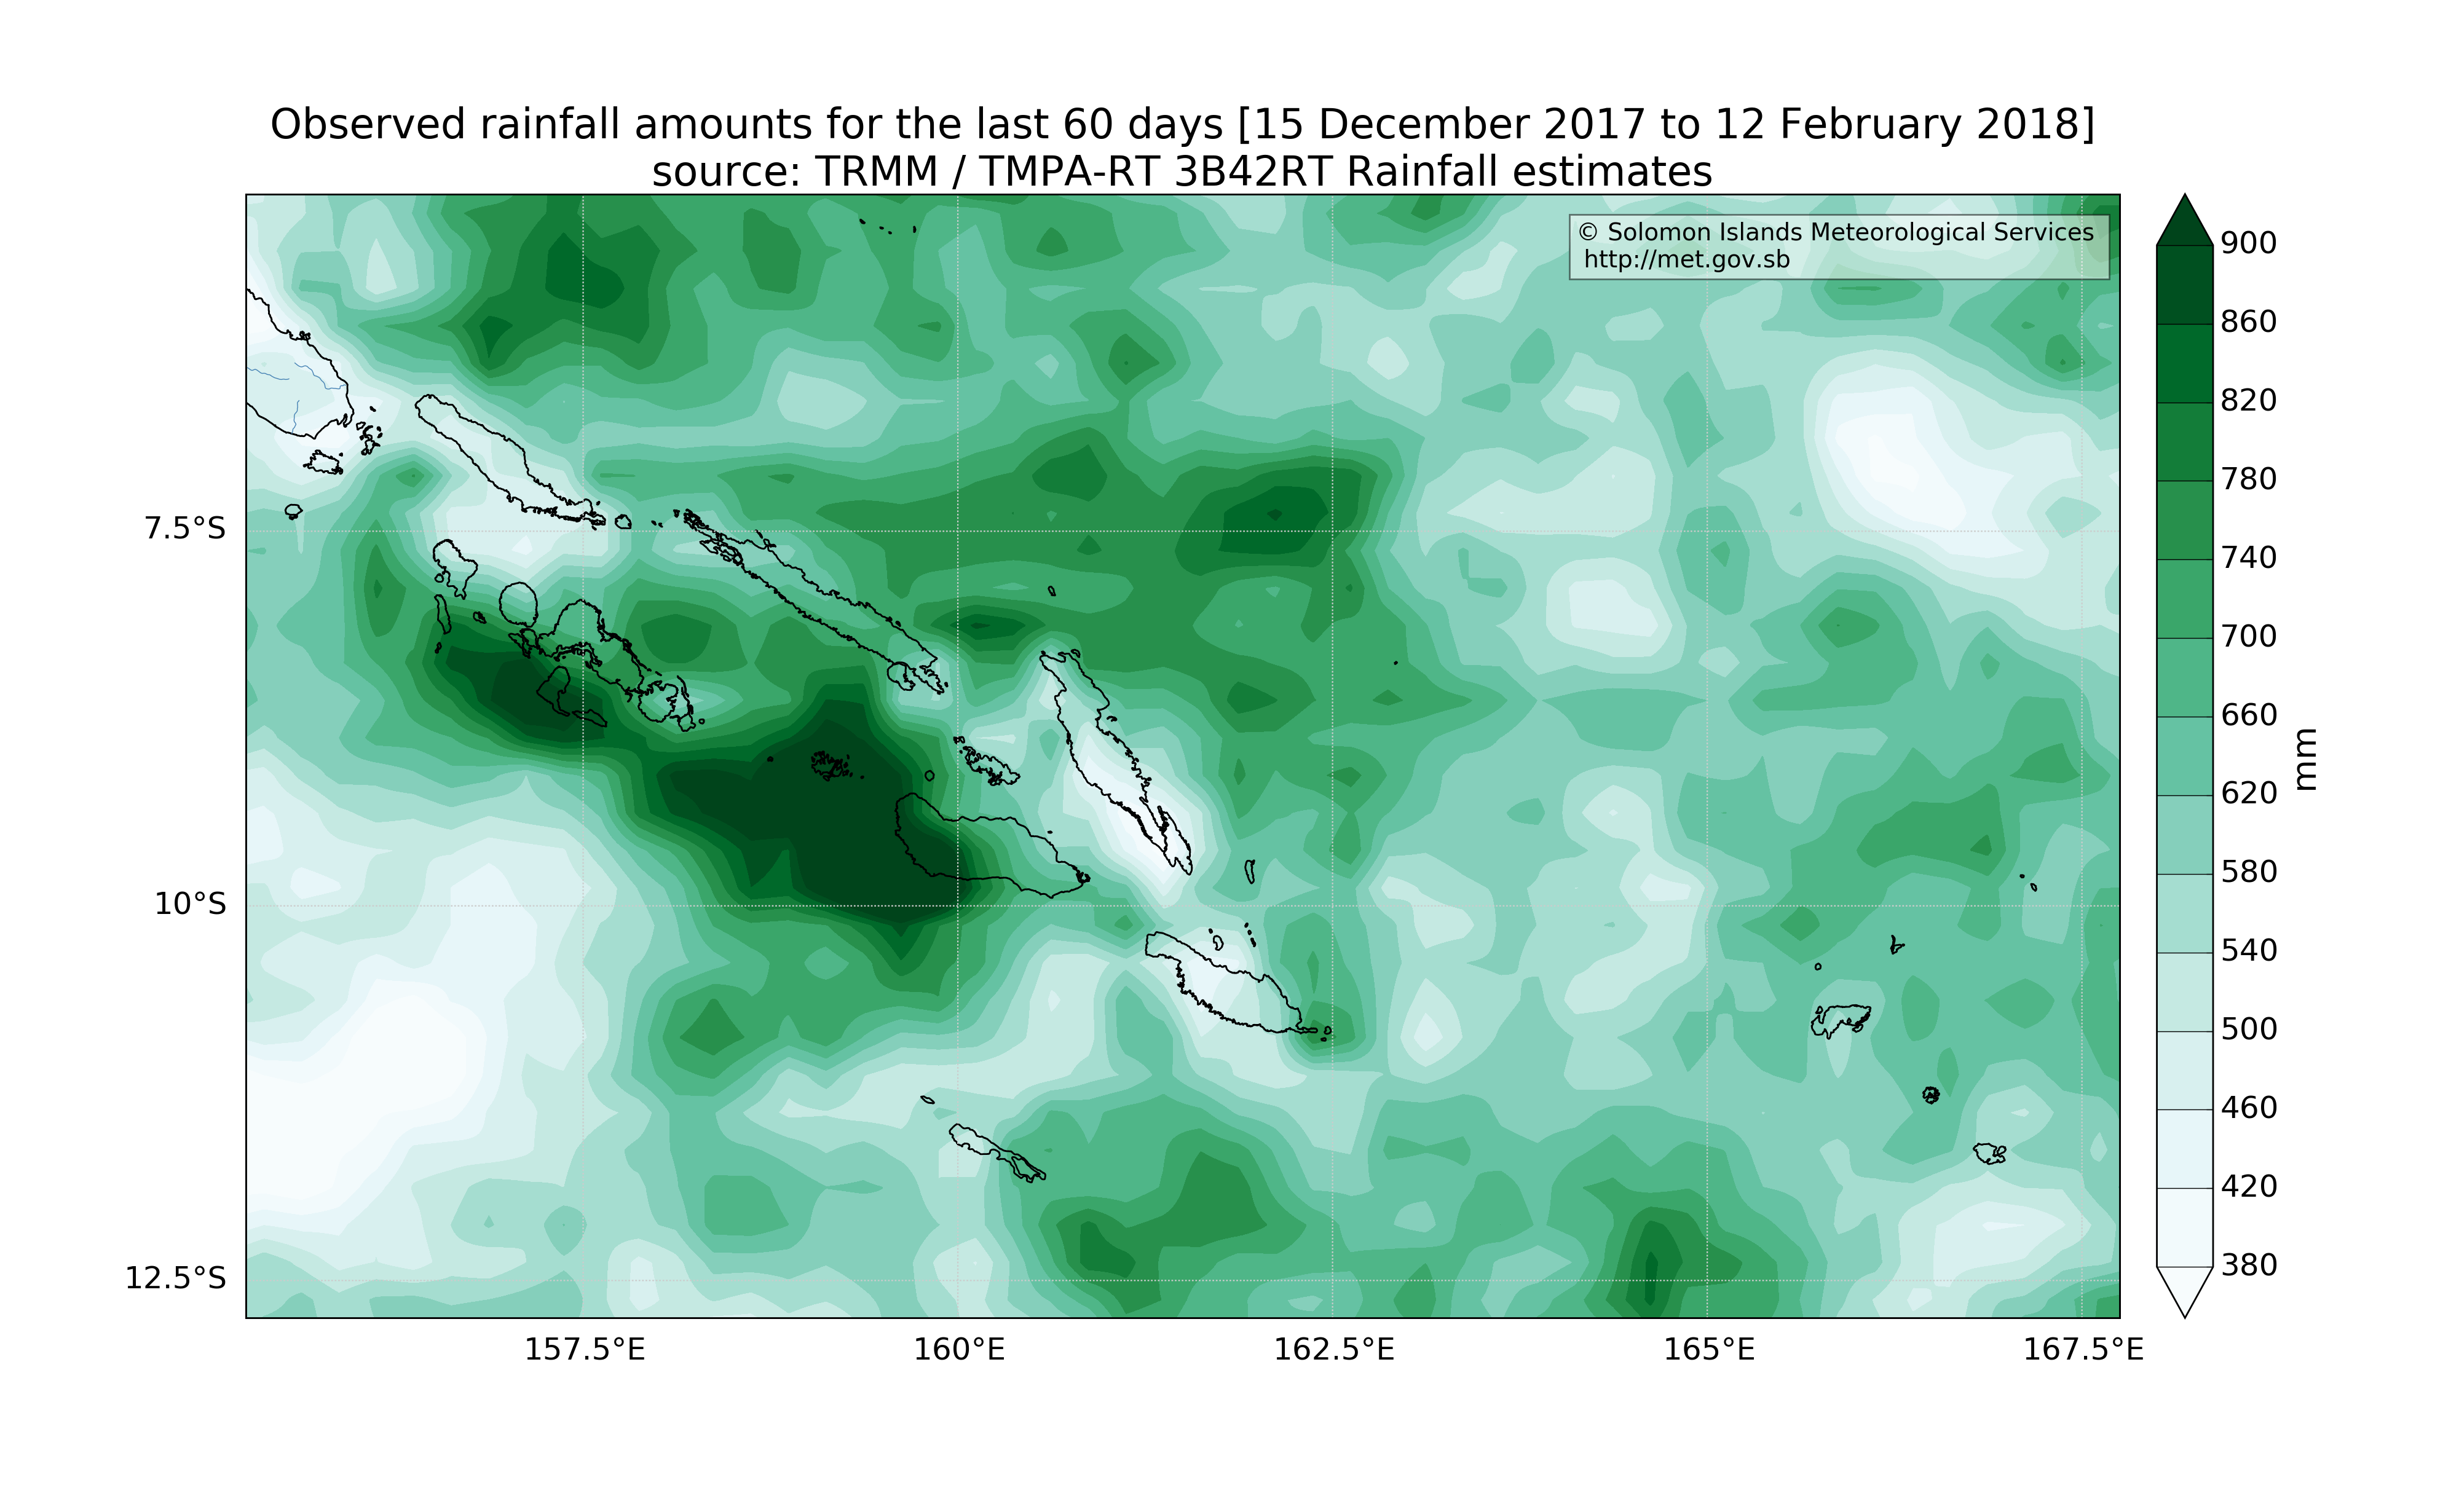 Observed rainfall amounts for the last 60 days [15 December 2017 to 12 February 2018]
source: TRMM / TMPA-RT 3B42RT Rainfall estimates
© Solomon Islands Meteorological Services
http://met.gov.sb
7.5°S
10°S
12.5°S
157.5°E
160°E
162.5°E
165°E
167.5°E
900
860
820
780
740
700
660
620
580
540
500
460
420
380
mm